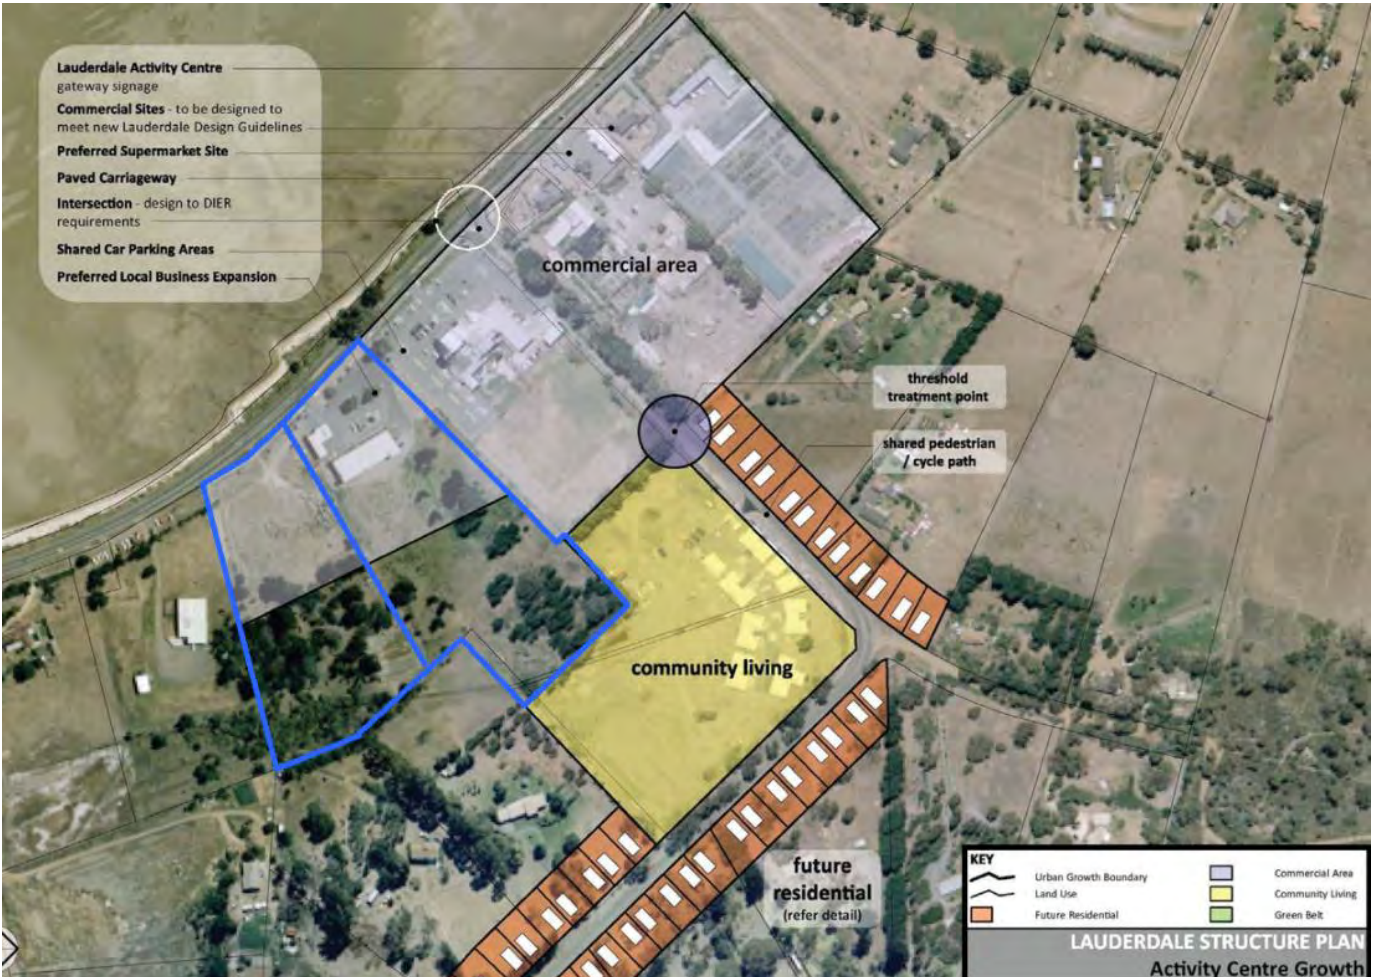 Lauderdale Activity Centre
gateway signage
Commercial Sites - to be designed to
meet new Lauderdale Design Guidelines
Preferred Supermarket Site
Paved Carriageway
Intersection - design to DIER
requirements
Shared Car Parking Areas
Preferred Local Business Expansion
commercial area
threshold
treatment point
shared pedestrian
/ cycle path
community living
future
residential
(refer detail)
KEY
Urban Growth Boundary
Land Use
Future Residential
Commercial Area
Community Living
Green Belt
LAUDERDALE STRUCTURE PLAN
Activity Centre Growth